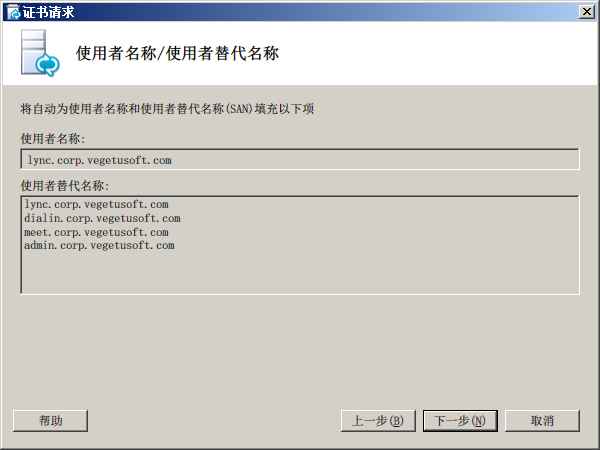 证书请求
使用者名称/使用者替代名称
将自动为使用者名称和使用者替代名称(SAN)填充以下项
使用者名称:
lync.corp.vegetusoft.com
使用者替代名称:
lync.corp.vegetusoft.com
dialin.corp.vegetusoft.com
meet.corp.vegetusoft.com
admin.corp.vegetusoft.com
帮助 上一步(B) 下一步(N) 取消